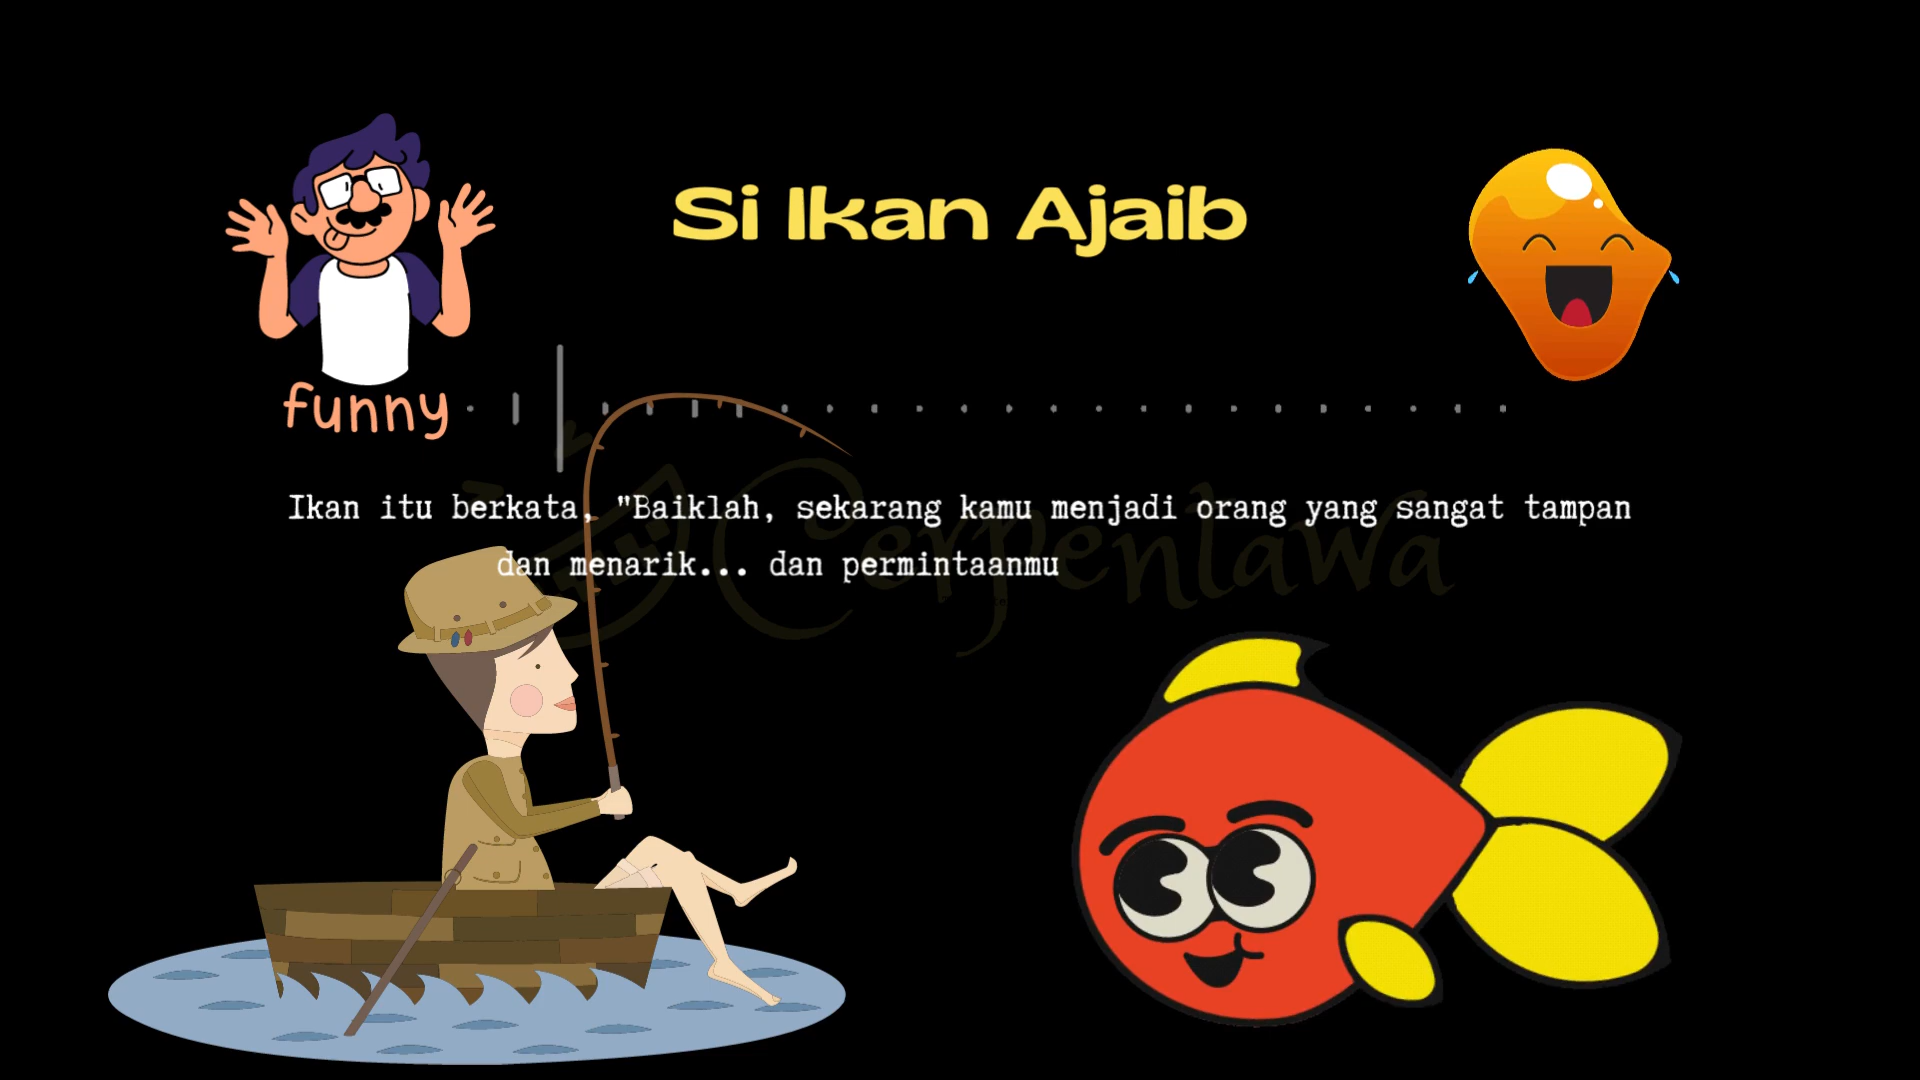 Si Ikan Ajaib
funny
Ikan itu berkata, "Baiklah, sekarang kamu menjadi orang yang sangat tampan
dan menarik... dan permintaanmu
Cerpenlawa